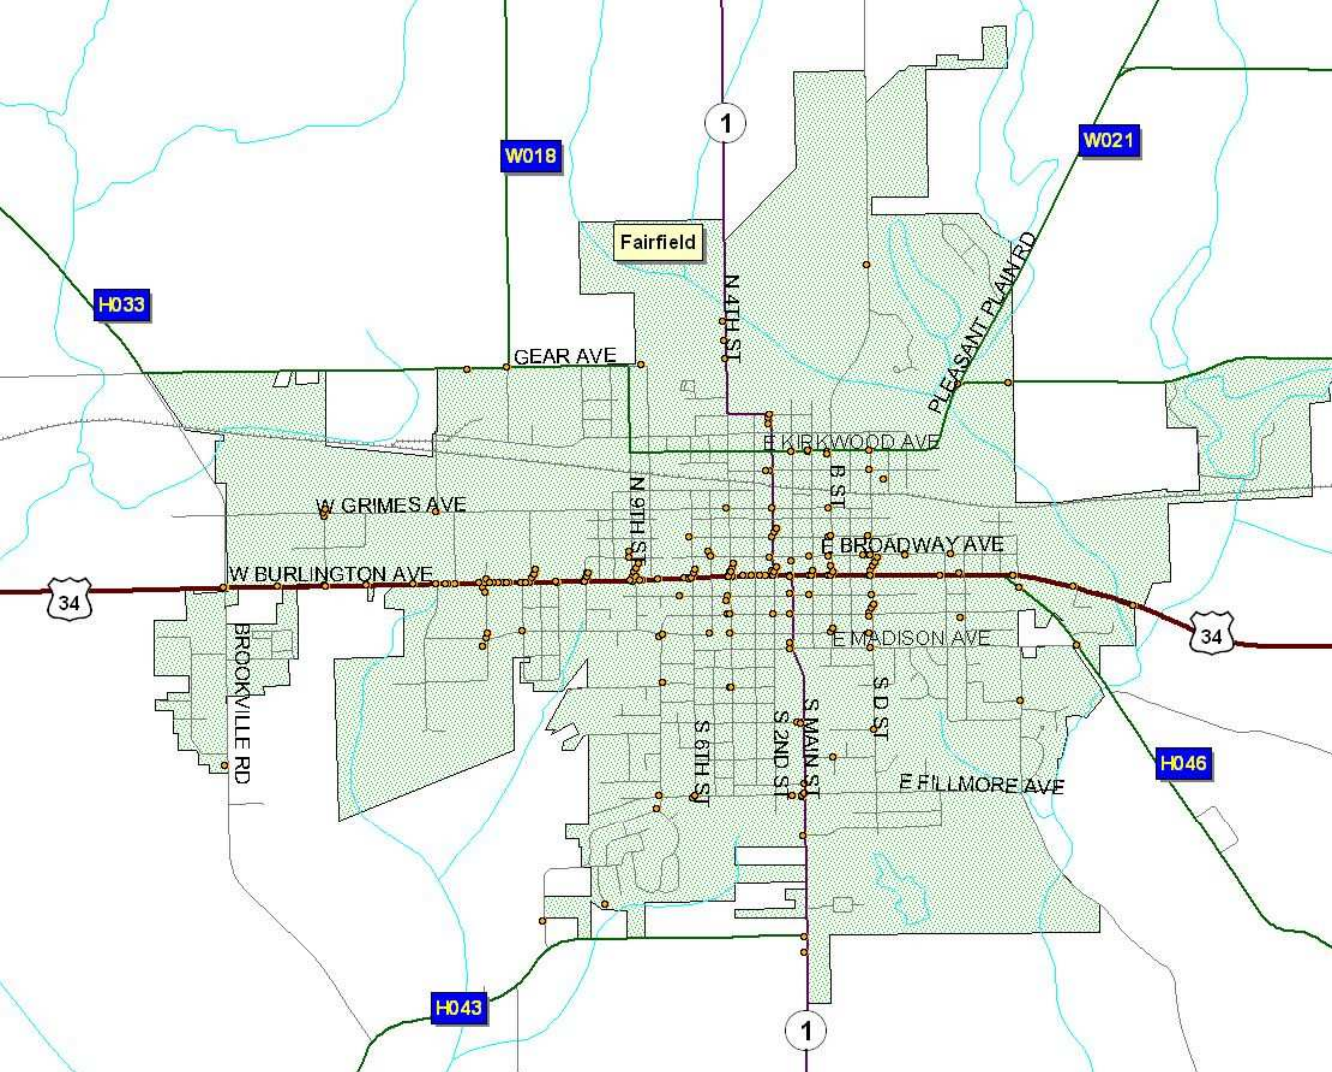 1
W021
W018
Fairfield
H033
N 4TH ST
PLEASANT PLAIN RD
GEAR AVE
E KIRKWOOD AVE
B ST
N 9TH ST
W GRIMES AVE
E BROADWAY AVE
W BURLINGTON AVE
34
34
E MADISON AVE
BROOKVILLE RD
S D ST
S MAIN ST
S 2ND ST
S 6TH ST
H046
E FILLMORE AVE
H043
1